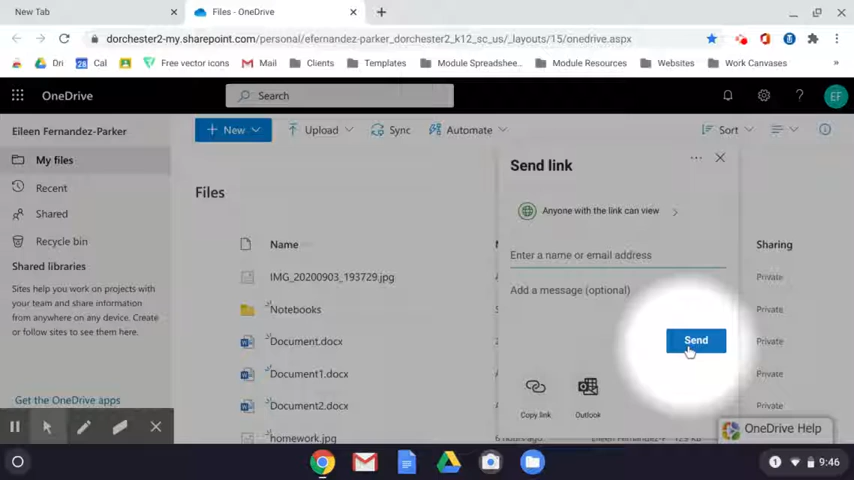 New Tab
Files - OneDrive
dorchester2-my.sharepoint.com/personal/efernandez-parker_dorchester2_k12_sc_us/_layouts/15/onedrive.aspx
Dri
28 Cal
Free vector icons
Mail
Clients
Templates
Module Spreadshee...
Module Resources
Websites
Work Canvases
OneDrive
Search
EF
Eileen Fernandez-Parker
New
Upload
Sync
Automate
Sort
My files
Recent
Shared
Recycle bin
Shared libraries
Sites help you work on projects with
your team and share information
from anywhere on any device. Create
or follow sites to see them here.
Get the OneDrive apps
Files
Name
Sharing
IMG_20200903_193729.jpg
Private
Notebooks
Private
Document.docx
Private
Document1.docx
Private
Document2.docx
Private
homework.jpg
Send link
Anyone with the link can view
Enter a name or email address
Add a message (optional)
Send
Copy link
Outlook
OneDrive Help
1
9:46